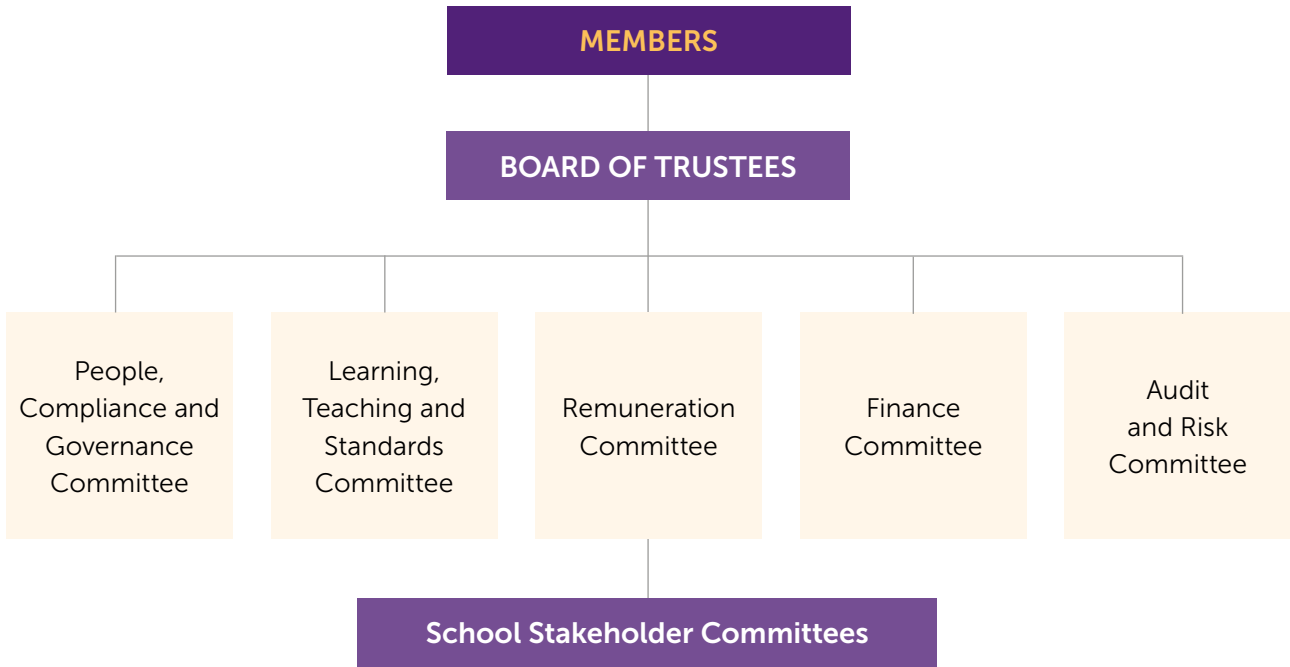 MEMBERS
BOARD OF TRUSTEES
People,
Compliance and
Governance
Committee
Learning,
Teaching and
Standards
Committee
Remuneration
Committee
Finance
Committee
Audit
and Risk
Committee
School Stakeholder Committees